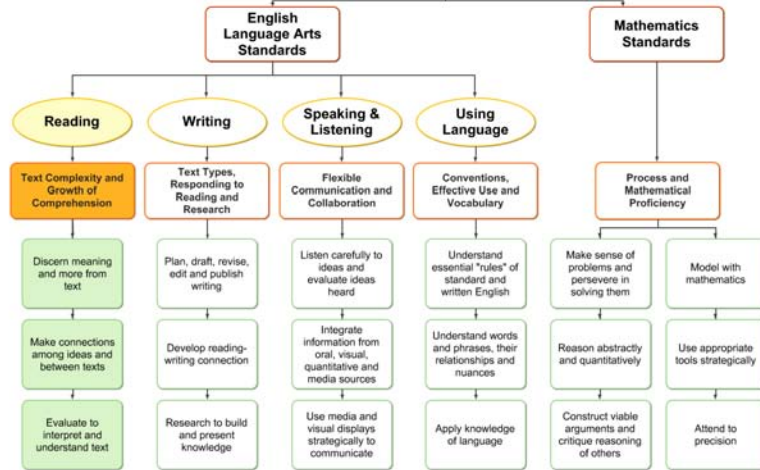 English
Language Arts
Standards
Mathematics
Standards
Reading
Writing
Speaking &
Listening
Using
Language
Text Complexity and
Growth of
Comprehension
Text Types,
Responding to
Reading and
Research
Flexible
Communication and
Collaboration
Conventions,
Effective Use and
Vocabulary
Process and
Mathematical
Proficiency
Discern meaning
and more from
text
Plan, draft, revise,
edit and publish
writing
Listen carefully to
ideas and
evaluate ideas
heard
Understand
essential "rules" of
standard and
written English
Make sense of
problems and
persevere in
solving them
Model with
mathematics
Make connections
among ideas and
between texts
Develop reading-
writing connection
Integrate
information from
oral, visual,
quantitative and
media sources
Understand words
and phrases, their
relationships and
nuances
Reason abstractly
and quantitatively
Use appropriate
tools strategically
Evaluate to
interpret and
understand text
Research to build
and present
knowledge
Use media and
visual displays
strategically to
communicate
Apply knowledge
of language
Construct viable
arguments and
critique reasoning
of others
Attend to
precision